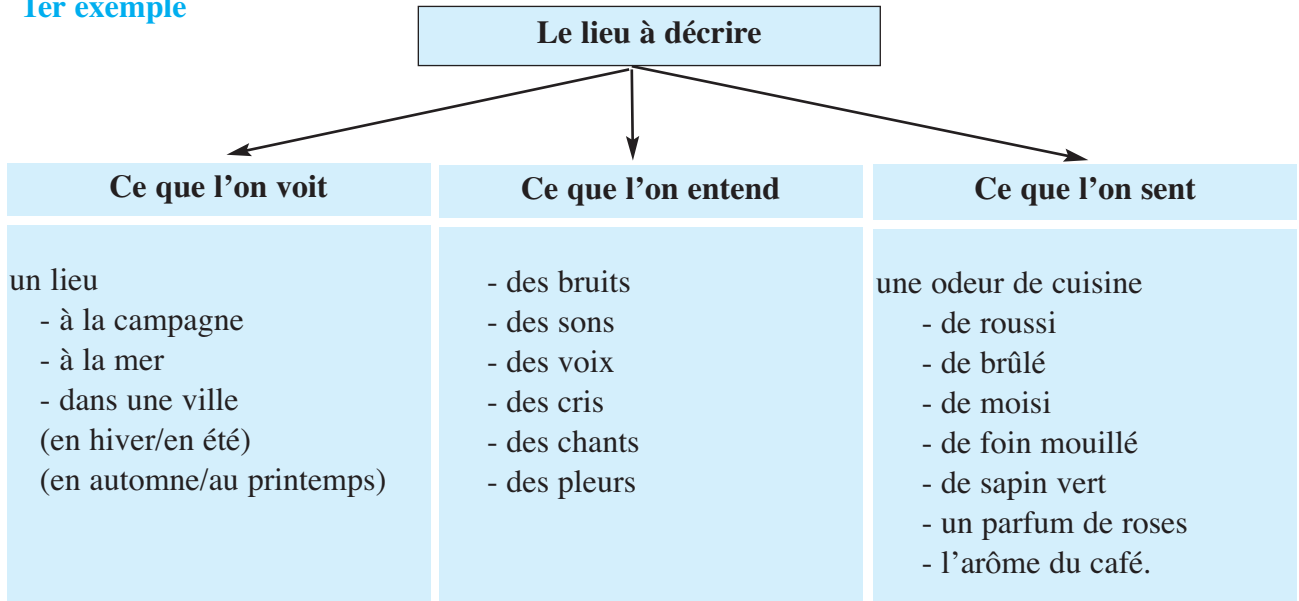 1er exemple
Le lieu à décrire
Ce que l'on voit
un lieu
- à la campagne
- à la mer
- dans une ville
(en hiver/en été)
(en automne/au printemps)
Ce que l'on entend
- des bruits
- des sons
- des voix
- des cris
- des chants
- des pleurs
Ce que l'on sent
une odeur de cuisine
- de roussi
- de brûlé
- de moisi
- de foin mouillé
- de sapin vert
- un parfum de roses
- l'arôme du café.